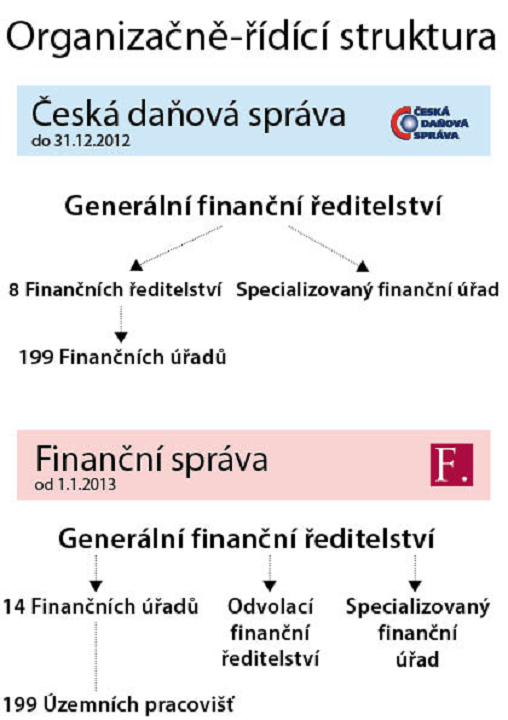 Organizačně-řídící struktura
Česká daňová správa
do 31.12.2012
ČESKÁ
DAŇOVÁ
SPRÁVA
Generální finanční ředitelství
8 Finančních ředitelství Specializovaný finanční úřad
199 Finančních úřadů
Finanční správa
od 1.1.2013
F.
Generální finanční ředitelství
14 Finančních úřadů
Odvolací
finanční
ředitelství
Specializovaný
finanční
úřad
199 Územních pracovišť